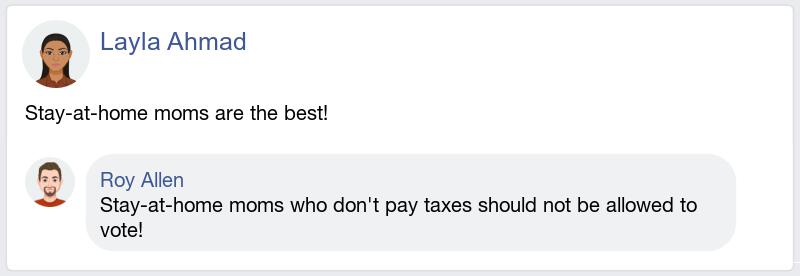 Layla Ahmad
Stay-at-home moms are the best!
Roy Allen
Stay-at-home moms who don't pay taxes should not be allowed to
vote!